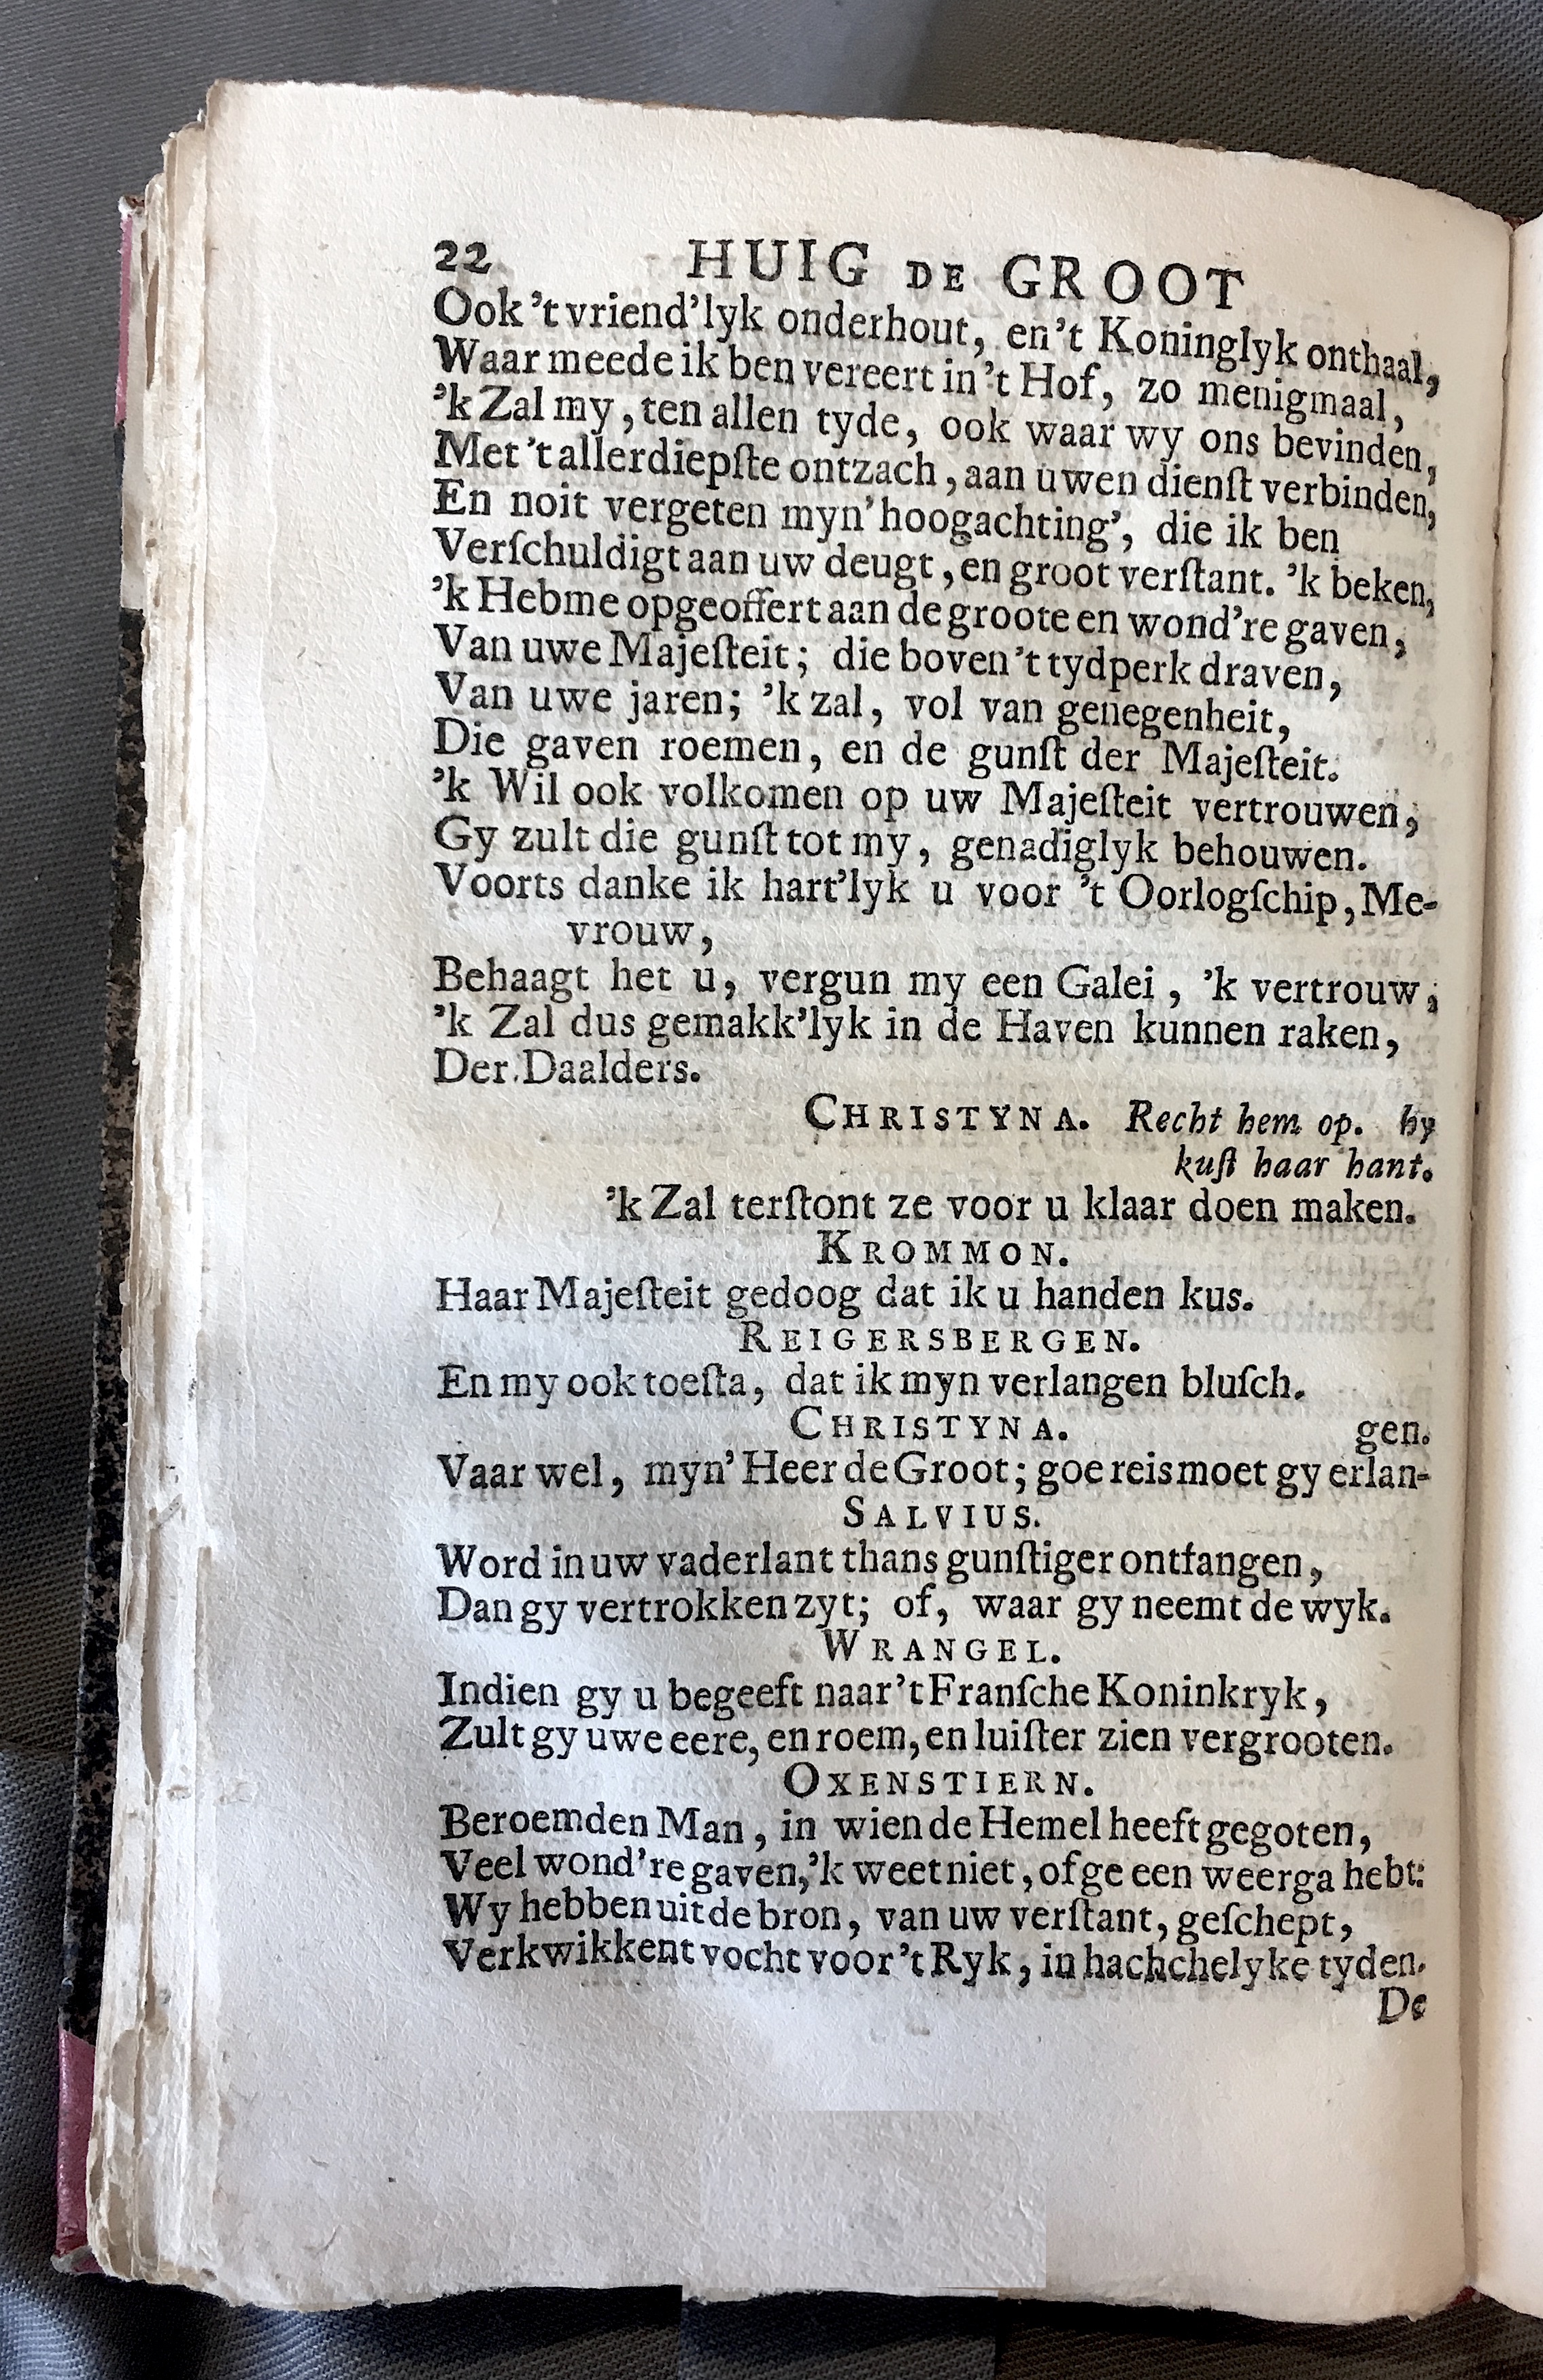 22 HUIG DE GROOT
Ook 't vriend'lyk onderhout, en 't Koninglyk onthaal,
Waar meede ik ben vereert in 't Hof, zo menigmaal,
'k Zal my, ten allen tyde, ook waar wy ons bevinden,
Met 't allerdiepſte ontzach, aan uwen dienſt verbinden,
En noit vergeten myn' hoogachting', die ik ben
Verſchuldigt aan uw deugt, en groot verſtant. 'k beken,
'k Heb me opgeoffert aan de groote en wond're gaven,
Van uwe Majeſteit; die boven 't tydperk draven,
Van uwe jaren; 'k zal, vol van genegenheit,
Die gaven roemen, en de gunſt der Majeſteit.
'k Wil ook volkomen op uw Majeſteit vertrouwen,
Gy zult die gunſt tot my, genadiglyk behouwen.
Voorts danke ik hart'lyk u voor 't Oorlogſchip, Me-
vrouw,
Behaagt het u, vergun my een Galei, 'k vertrouw,
'k Zal dus gemakk'lyk in de Haven kunnen raken,
Der Daalders.
CHRISTYNA. Recht hem op. hy
kuſt haar hant.
'k Zal terſtont ze voor u klaar doen maken.
KROMMON.
Haar Majeſteit gedoog dat ik u handen kus.
REIGERSBERGEN.
En my ook toeſta, dat ik myn verlangen bluſch.
CHRISTYNA. gen.
Vaar wel, myn' Heer de Groot; goe reis moet gy erlan-
SALVIUS.
Word in uw vaderlant thans gunſtiger ontfangen,
Dan gy vertrokken zyt; of, waar gy neemt de wyk.
WRANGEL.
Indien gy u begeeft naar 't Franſche Koninkryk,
Zult gy uwe eere, en roem, en luiſter zien vergrooten.
OXENSTIERN.
Beroemden Man, in wien de Hemel heeft gegoten,
Veel wond're gaven, 'k weet niet, of ge een weerga hebt:
Wy hebben uit de bron, van uw verſtant, geſchept,
Verkwikkent vocht voor 't Ryk, in hachchelyke tyden.
De